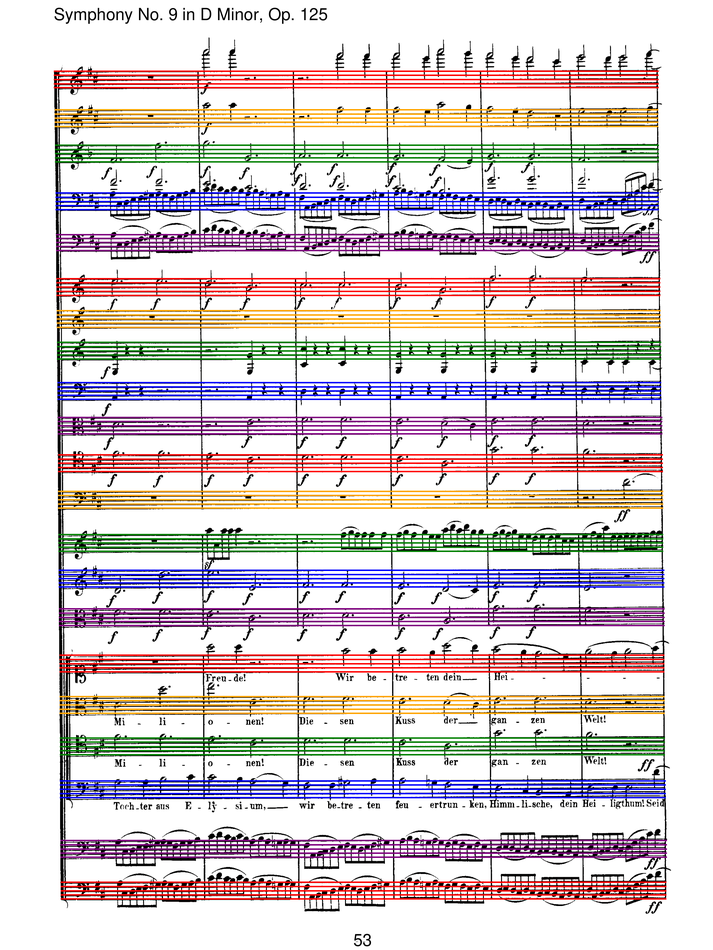 Symphony No. 9 in D Minor, Op. 125
f
f
f f f f f f f f
ff
ff
f f f f f f f f
f
f
f f f f f f f f
f f f f f f f f
ff
f f f f f f f f
f f f f f f f f
Freu - de! Wir be - tre - ten dein Hei - - - - -
Mi - li - o - nen! Die - sen Kuss der gan - zen Welt!
Mi - li - o - nen! Die - sen Kuss der gan - zen Welt!
ff
Toch-ter aus E - ly - si - um, wir be-tre - ten feu - ertrun - ken, Himm-li-sche, dein Hei - ligthum! Seid
ff
ff
53